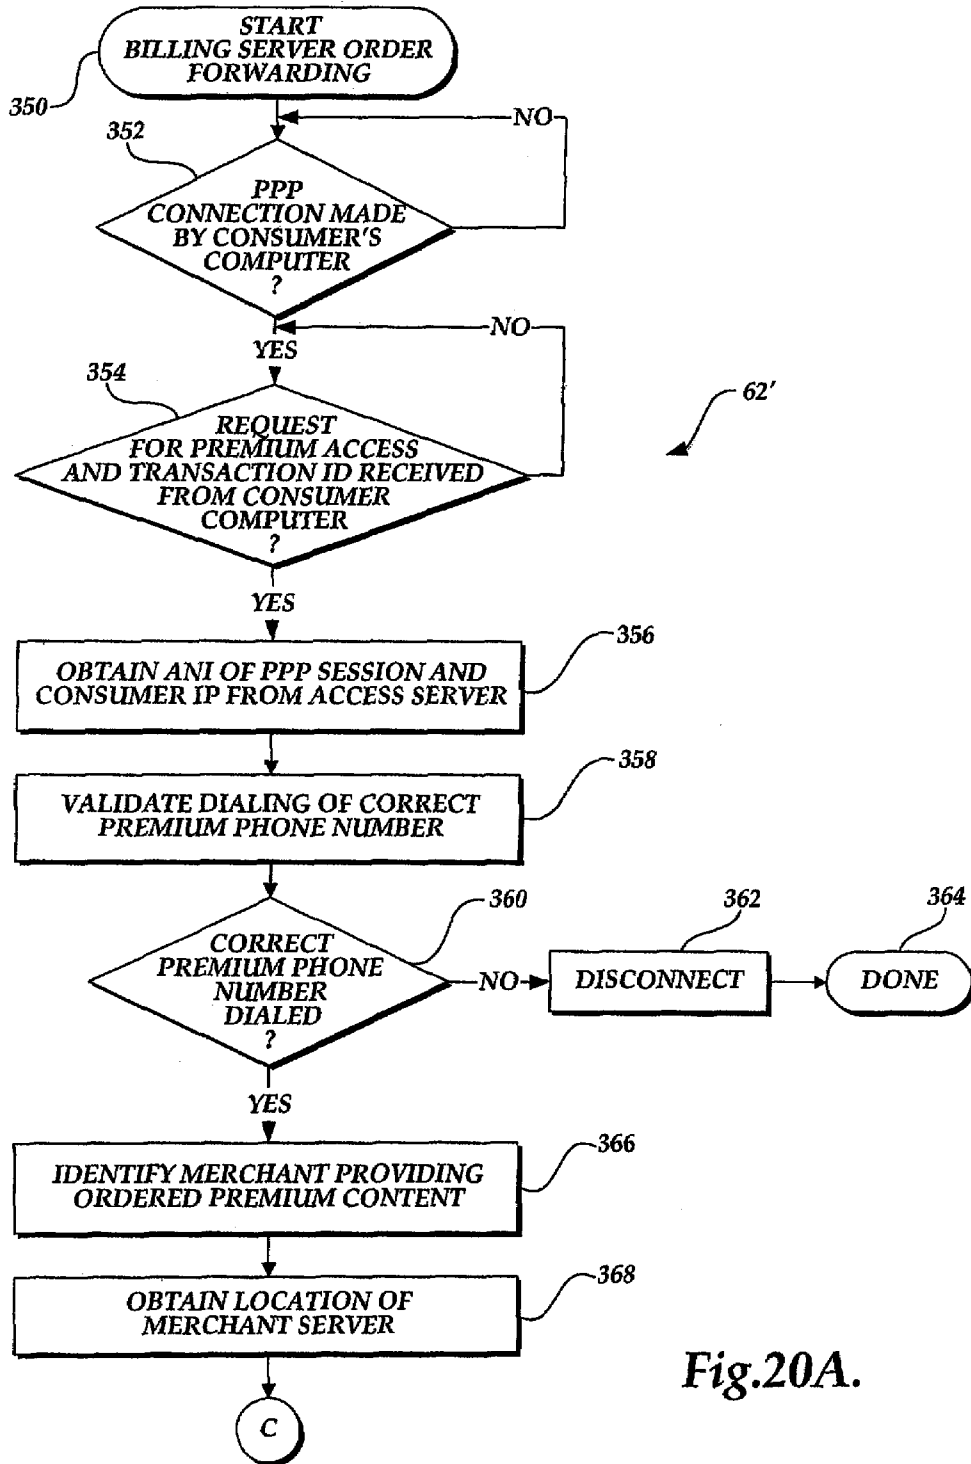 START
BILLING SERVER ORDER
FORWARDING
350
NO
352
PPP
CONNECTION MADE
BY CONSUMER'S
COMPUTER
?
NO
YES
354
62'
REQUEST
FOR PREMIUM ACCESS
AND TRANSACTION ID RECEIVED
FROM CONSUMER
COMPUTER
?
YES
356
OBTAIN ANI OF PPP SESSION AND
CONSUMER IP FROM ACCESS SERVER
358
VALIDATE DIALING OF CORRECT
PREMIUM PHONE NUMBER
360
362
364
CORRECT
PREMIUM PHONE
NUMBER
DIALED
?
NO
DISCONNECT
DONE
YES
366
IDENTIFY MERCHANT PROVIDING
ORDERED PREMIUM CONTENT
368
OBTAIN LOCATION OF
MERCHANT SERVER
Fig.20A.
C